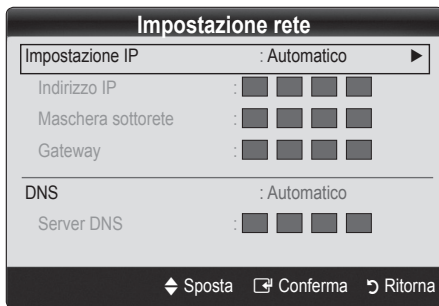 Impostazione rete
Impostazione IP : Automatico ►
Indirizzo IP :
Maschera sottorete :
Gateway :
DNS : Automatico
Server DNS :
Sposta Conferma Ritorna